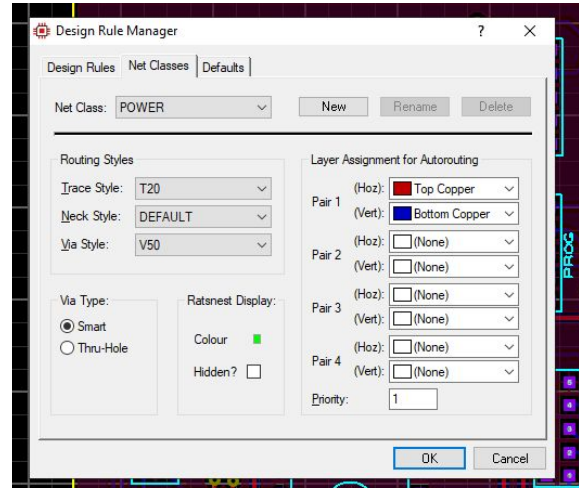 Design Rule Manager ? X
Design Rules Net Classes Defaults
Net Class: POWER New Rename Delete
Routing Styles
Trace Style: T20
Neck Style: DEFAULT
Via Style: V50
Via Type:
Smart
Thru-Hole
Ratsnest Display:
Colour
Hidden?
Layer Assignment for Autorouting
Pair 1 (Hoz): Top Copper
(Vert): Bottom Copper
Pair 2 (Hoz): (None)
(Vert): (None)
Pair 3 (Hoz): (None)
(Vert): (None)
Pair 4 (Hoz): (None)
(Vert): (None)
Priority: 1
OK Cancel
PROG